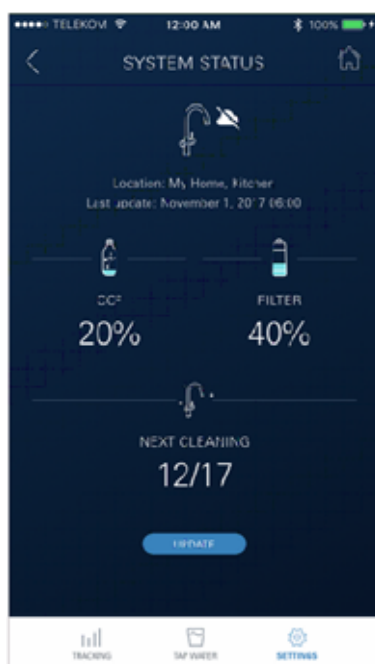 TELEKOM 12:00 AM 100%
SYSTEM STATUS
Location: My Home, Kitchen
Last update: November 1, 2017 06:00
CO² FILTER
20% 40%
NEXT CLEANING
12/17
UPDATE
TRACKING TAP WATER SETTINGS